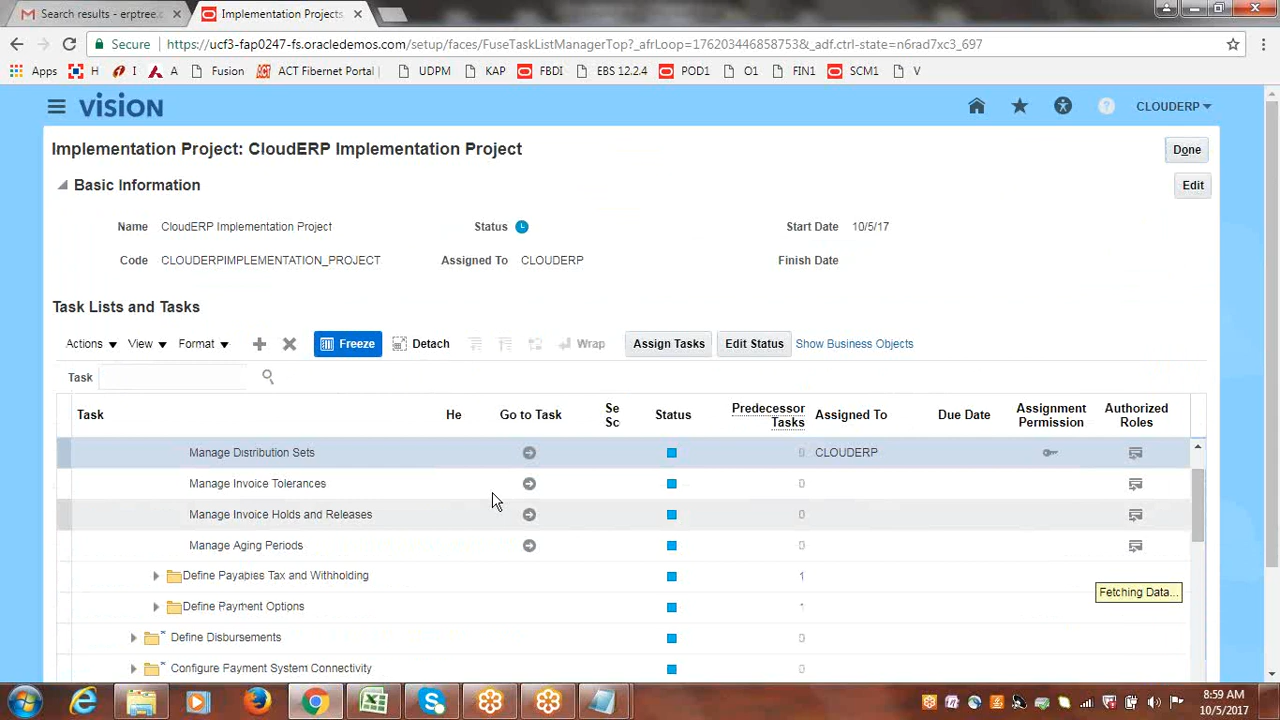 Search results - erptree.c
Implementation Projects
Secure
https://ucf3-fap0247-fs.oracledemos.com/setup/faces/FuseTaskListManagerTop?_afrLoop=176203446858753&_adf.ctrl-state=n6rad7xc3_697
Apps H I A Fusion ACT Fibernet Portal UDPM KAP FBDI EBS 12.2.4 POD1 O1 FIN1 SCM1 V
VISION
CLOUDERP
Implementation Project: CloudERP Implementation Project
Done
Basic Information
Edit
Name CloudERP Implementation Project Status Start Date 10/5/17
Code CLOUDERPIMPLEMENTATION_PROJECT Assigned To CLOUDERP Finish Date
Task Lists and Tasks
Actions View Format Freeze Detach Wrap Assign Tasks Edit Status Show Business Objects
Task
Task He Go to Task Se Sc Status Predecessor Tasks Assigned To Due Date Assignment Permission Authorized Roles
Manage Distribution Sets 0 CLOUDERP
Manage Invoice Tolerances 0
Manage Invoice Holds and Releases 0
Manage Aging Periods 0
Define Payables Tax and Withholding 1
Fetching Data...
Define Payment Options 1
Define Disbursements 0
Configure Payment System Connectivity 0
8:59 AM
10/5/2017